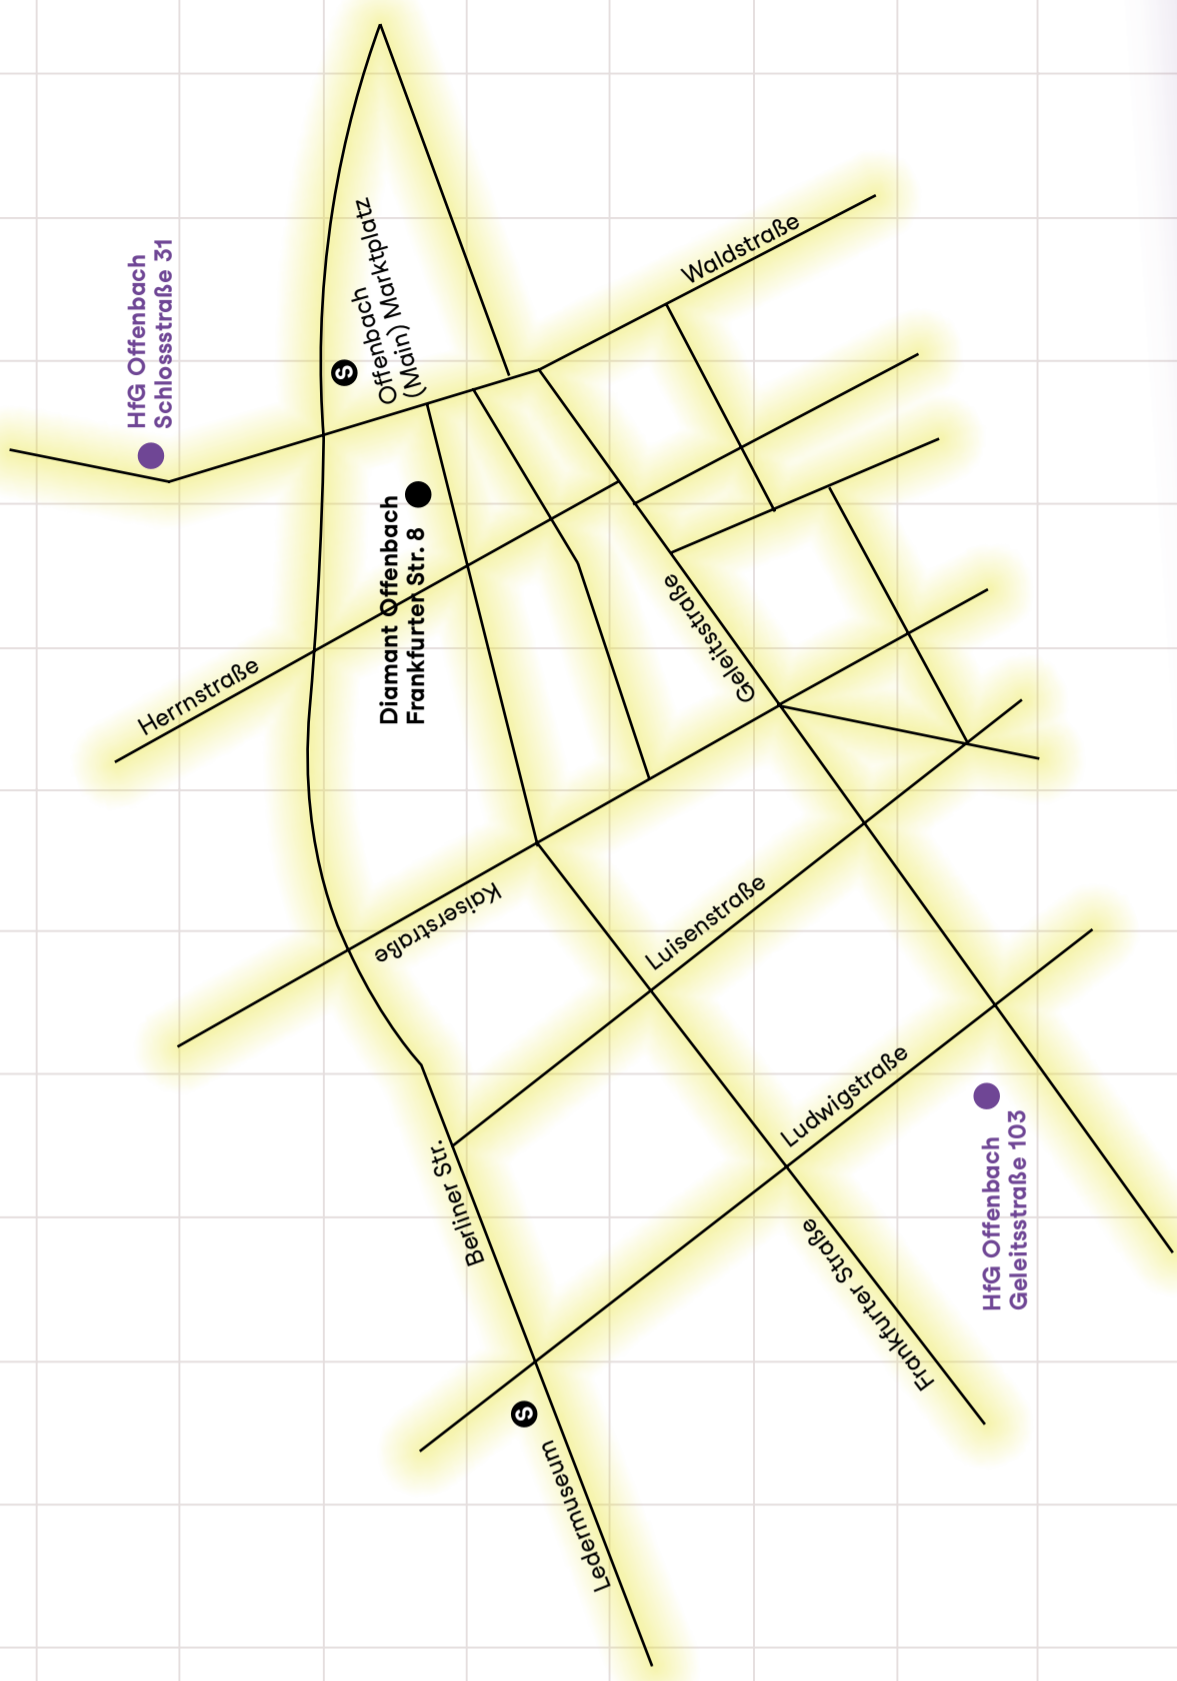 HfG Offenbach
Schlossstraße 31
S
Offenbach
(Main) Marktplatz
Waldstraße
Diamant Offenbach
Frankfurter Str. 8
Herrnstraße
Geleitsstraße
Kaiserstraße
Luisenstraße
Ludwigstraße
Berliner Str.
HfG Offenbach
Geleitsstraße 103
Frankfurter Straße
S
Ledermuseum